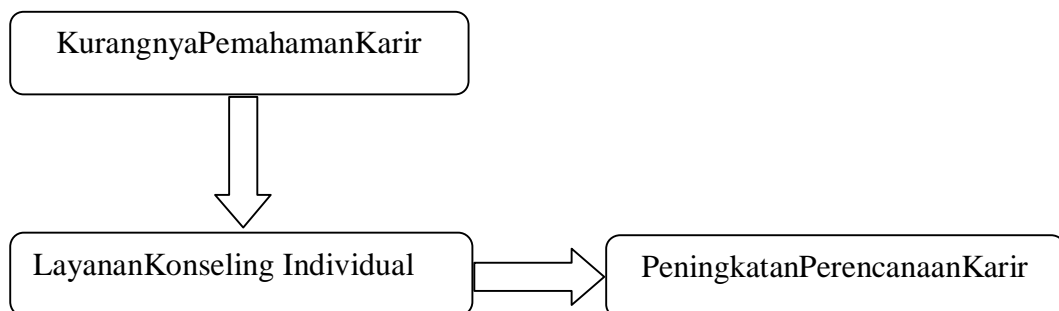 KurangnyaPemahamanKarir
LayananKonseling Individual
PeningkatanPerencanaanKarir